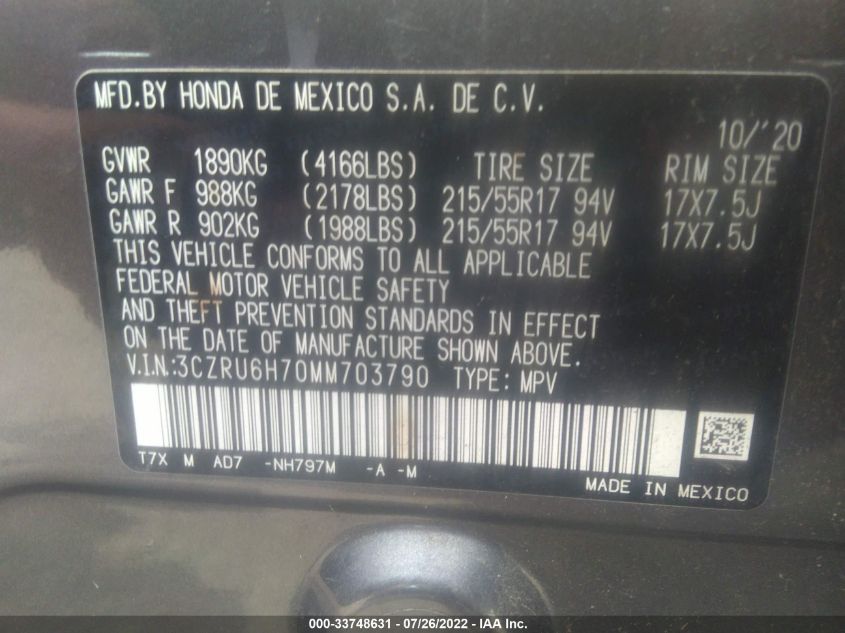 MFD.BY HONDA DE MEXICO S.A. DE C.V.
10/'20
GVWR 1890KG (4166LBS) TIRE SIZE RIM SIZE
GAWR F 988KG (2178LBS) 215/55R17 94V 17X7.5J
GAWR R 902KG (1988LBS) 215/55R17 94V 17X7.5J
THIS VEHICLE CONFORMS TO ALL APPLICABLE
FEDERAL MOTOR VEHICLE SAFETY
AND THEFT PREVENTION STANDARDS IN EFFECT
ON THE DATE OF MANUFACTURE SHOWN ABOVE.
V.I.N.:3CZRU6H70MM703790 TYPE: MPV
T7X M AD7 -NH797M -A -M
MADE IN MEXICO
000-33748631 - 07/26/2022 - IAA Inc.